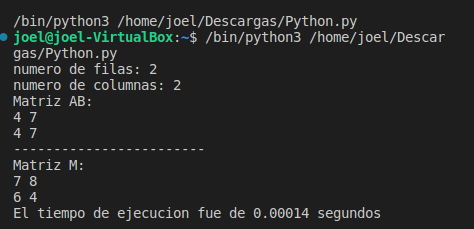 /bin/python3 /home/joel/Descargas/Python.py
joel@joel-VirtualBox:~$ /bin/python3 /home/joel/Descar
gas/Python.py
numero de filas: 2
numero de columnas: 2
Matriz AB:
4 7
4 7
------------------------
Matriz M:
7 8
6 4
El tiempo de ejecucion fue de 0.00014 segundos